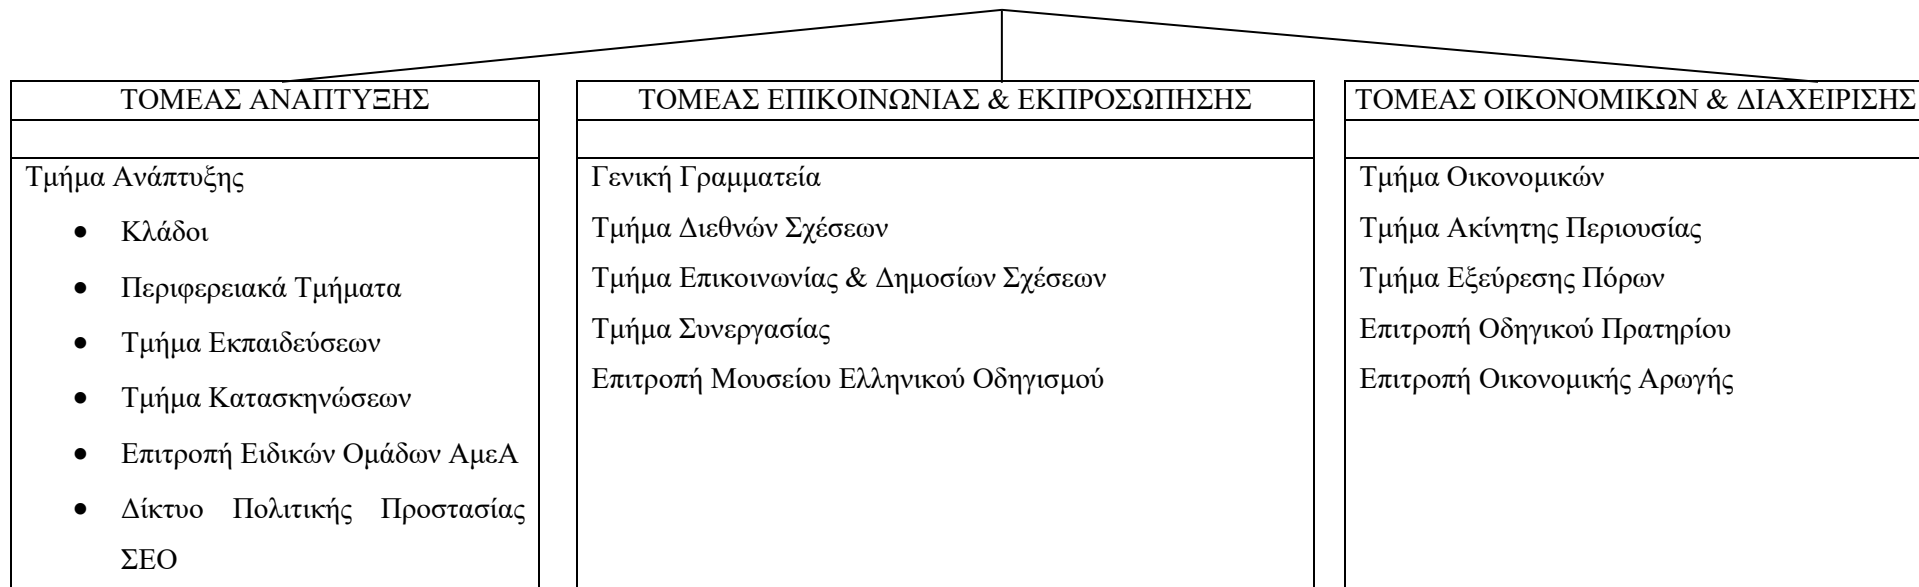 ΤΟΜΕΑΣ ΑΝΑΠΤΥΞΗΣ
Τμήμα Ανάπτυξης
• Κλάδοι
• Περιφερειακά Τμήματα
• Τμήμα Εκπαιδεύσεων
• Τμήμα Κατασκηνώσεων
• Επιτροπή Ειδικών Ομάδων ΑμεΑ
• Δίκτυο Πολιτικής Προστασίας
ΣΕΟ
ΤΟΜΕΑΣ ΕΠΙΚΟΙΝΩΝΙΑΣ & ΕΚΠΡΟΣΩΠΗΣΗΣ
Γενική Γραμματεία
Τμήμα Διεθνών Σχέσεων
Τμήμα Επικοινωνίας & Δημοσίων Σχέσεων
Τμήμα Συνεργασίας
Επιτροπή Μουσείου Ελληνικού Οδηγισμού
ΤΟΜΕΑΣ ΟΙΚΟΝΟΜΙΚΩΝ & ΔΙΑΧΕΙΡΙΣΗΣ
Τμήμα Οικονομικών
Τμήμα Ακίνητης Περιουσίας
Τμήμα Εξεύρεσης Πόρων
Επιτροπή Οδηγικού Πρατηρίου
Επιτροπή Οικονομικής Αρωγής